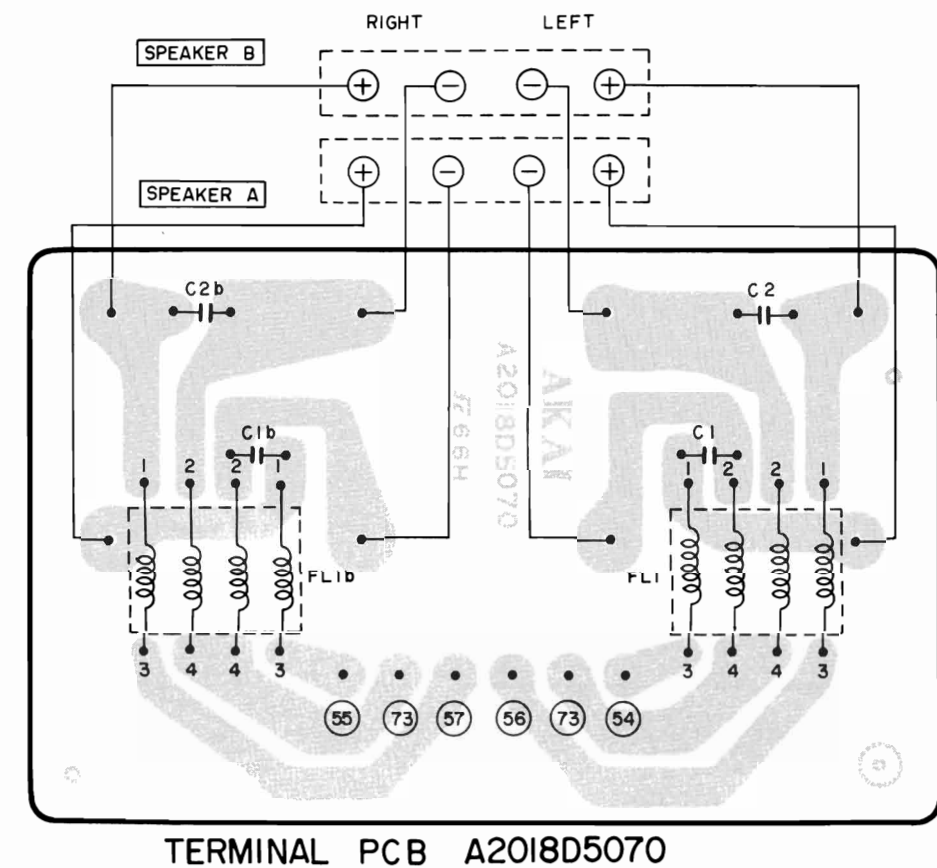 RIGHT LEFT
SPEAKER B
+ − − +
+ − − +
SPEAKER A
C2b C2
AKAI
A2018D5070
C1b C1
1 2 2 1 1 2 2 1
FL1b FL1
3 4 4 3 3 4 4 3
55 73 57 56 73 54
TERMINAL PCB A2018D5070